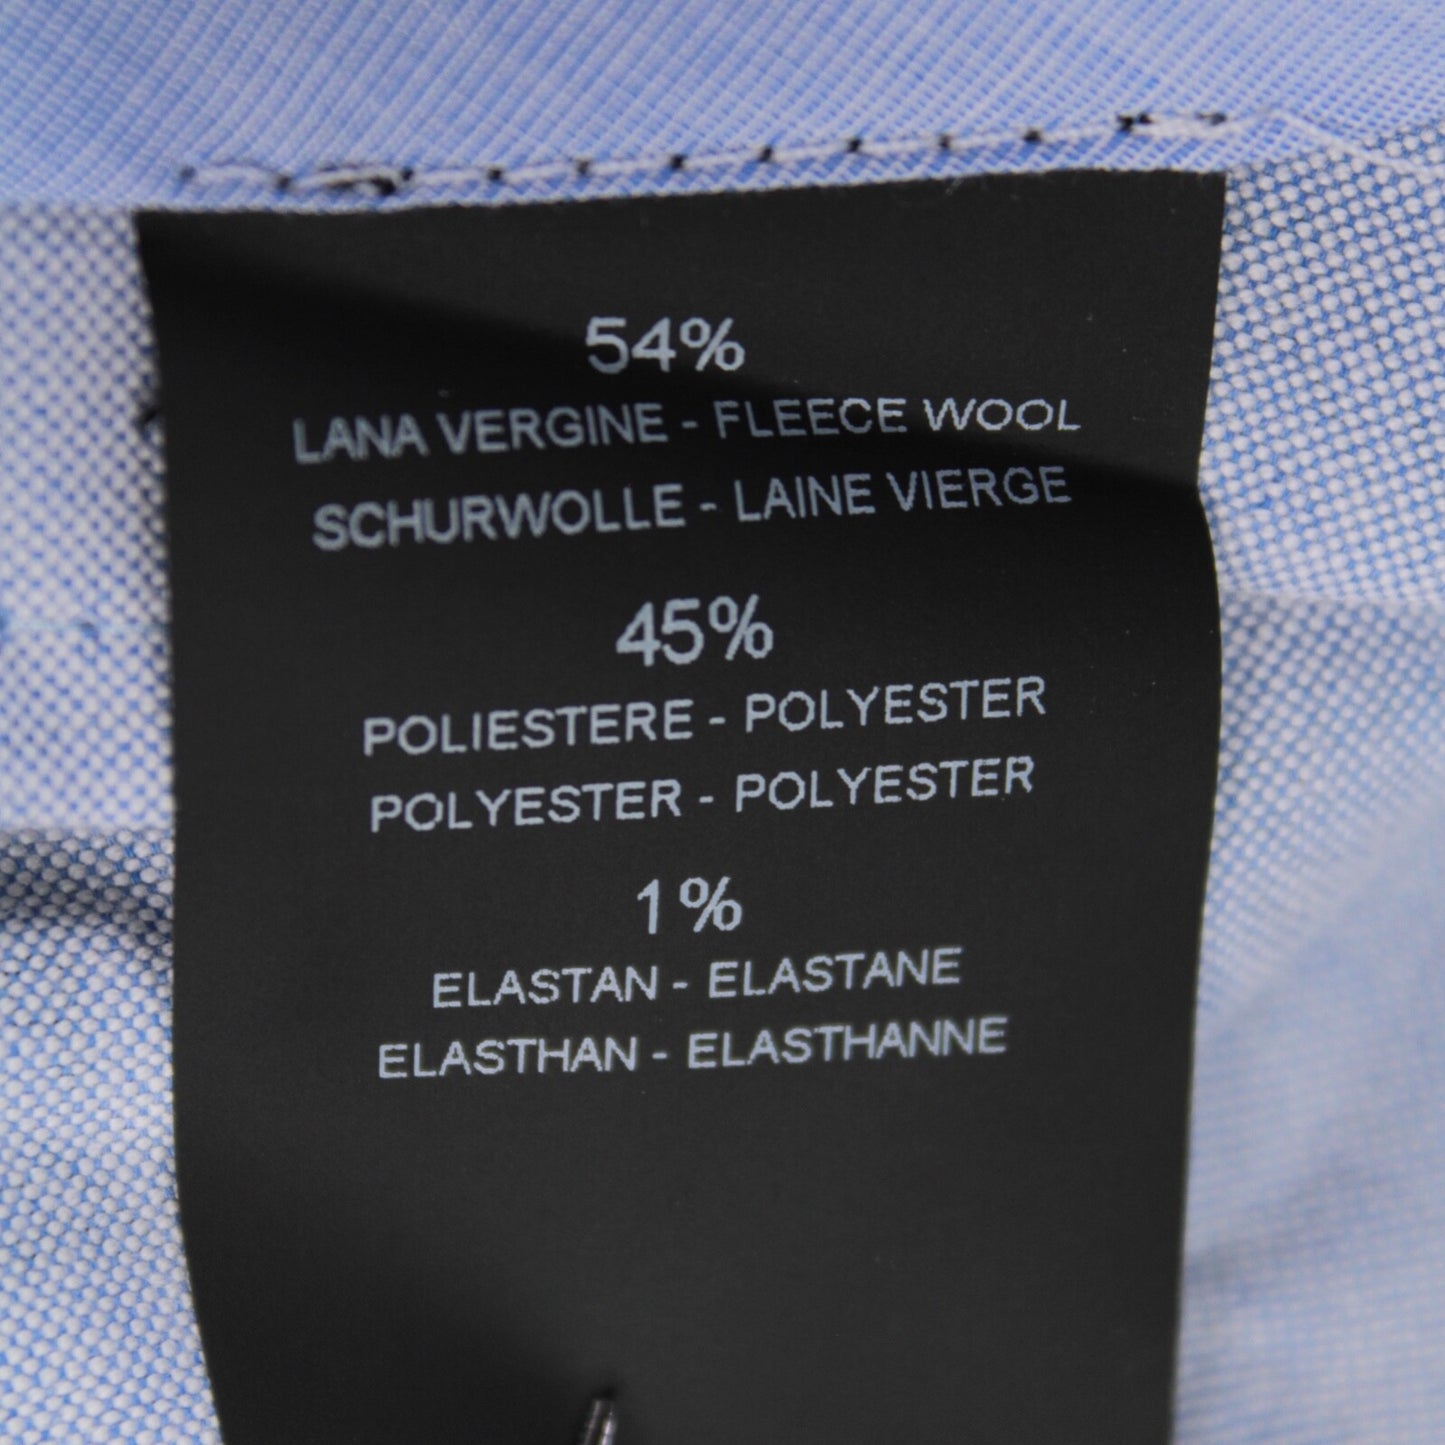 54%
LANA VERGINE - FLEECE WOOL
SCHURWOLLE - LAINE VIERGE
45%
POLIESTERE - POLYESTER
POLYESTER - POLYESTER
1%
ELASTAN - ELASTANE
ELASTHAN - ELASTHANNE